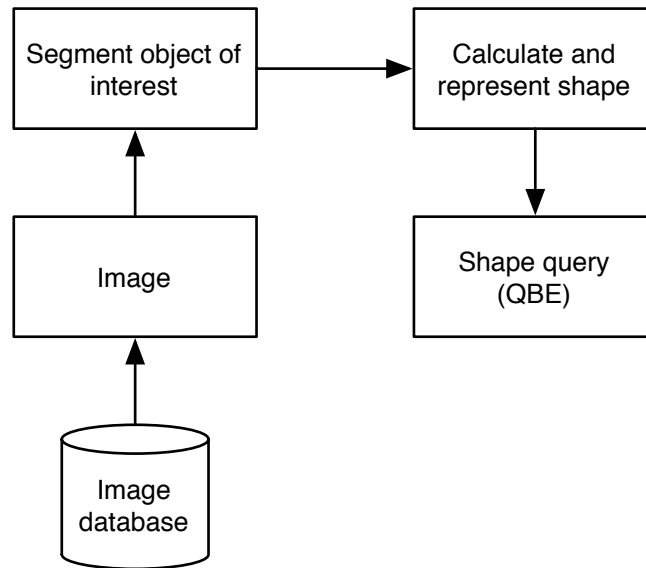 Segment object of
interest
Calculate and
represent shape
Image
Shape query
(QBE)
Image
database